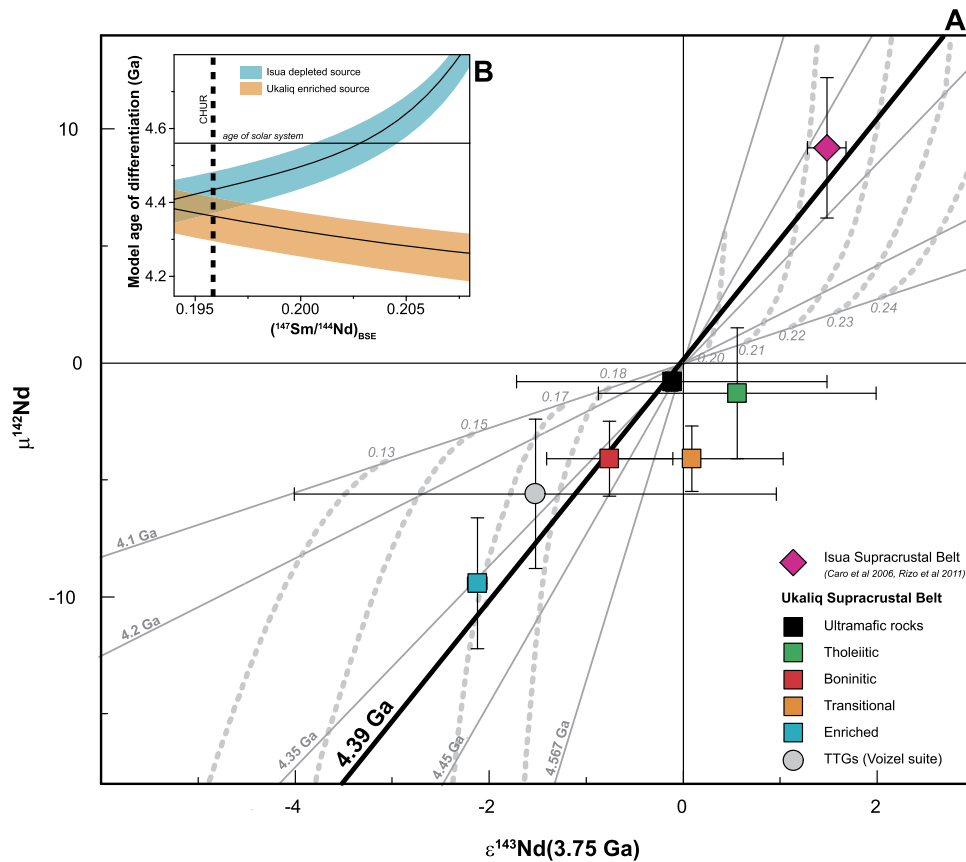 A
B
Isua depleted source
Ukaliq enriched source
CHUR
age of solar system
Model age of differentiation (Ga)
4.6
4.4
4.2
0.195
0.200
0.205
(¹⁴⁷Sm/¹⁴⁴Nd)BSE
10
0
-10
μ¹⁴²Nd
0.24
0.23
0.22
0.21
0.20
0.18
0.17
0.15
0.13
4.1 Ga
4.2 Ga
4.35 Ga
4.39 Ga
4.45 Ga
4.567 Ga
Isua Supracrustal Belt
(Caro et al 2006, Rizo et al 2011)
Ukaliq Supracrustal Belt
Ultramafic rocks
Tholeiitic
Boninitic
Transitional
Enriched
TTGs (Voizel suite)
-4
-2
0
2
ε¹⁴³Nd(3.75 Ga)